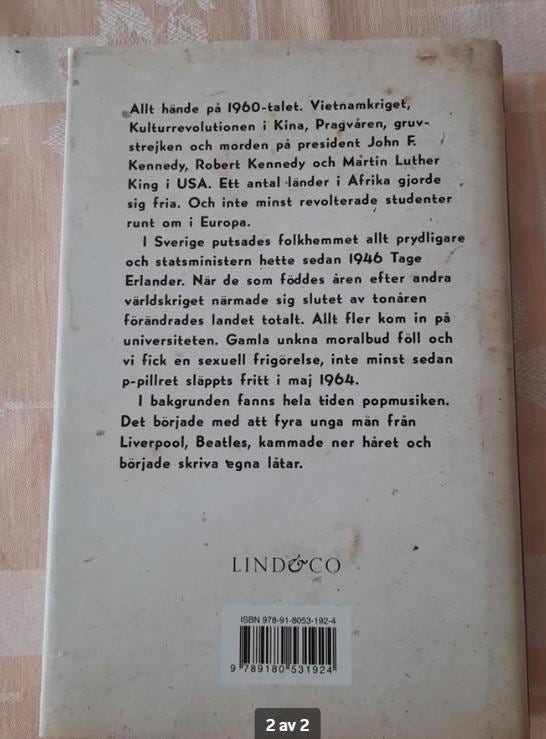 Allt hände på 1960-talet. Vietnamkriget,
Kulturrevolutionen i Kina, Pragvåren, gruv-
strejken och morden på president John F.
Kennedy, Robert Kennedy och Martin Luther
King i USA. Ett antal länder i Afrika gjorde
sig fria. Och inte minst revolterade studenter
runt om i Europa.
I Sverige putsades folkhemmet allt prydligare
och statsministern hette sedan 1946 Tage
Erlander. När de som föddes åren efter andra
världskriget närmade sig slutet av tonåren
förändrades landet totalt. Allt fler kom in på
universiteten. Gamla unkna moralbud föll och
vi fick en sexuell frigörelse, inte minst sedan
p-pillret släppts fritt i maj 1964.
I bakgrunden fanns hela tiden popmusiken.
Det började med att fyra unga män från
Liverpool, Beatles, kammade ner håret och
började skriva egna låtar.
LIND&CO
ISBN 978-91-8053-192-4
9 789180 531924
2 av 2